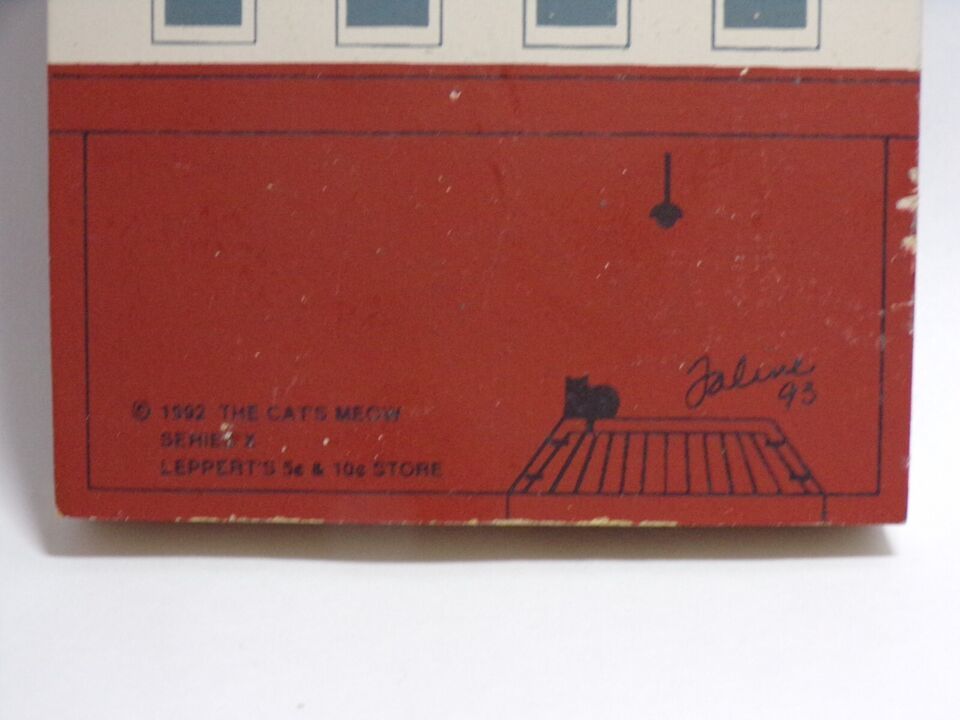 Faline
93
© 1992 THE CAT'S MEOW
SERIES X
LEPPERT'S 5¢ & 10¢ STORE